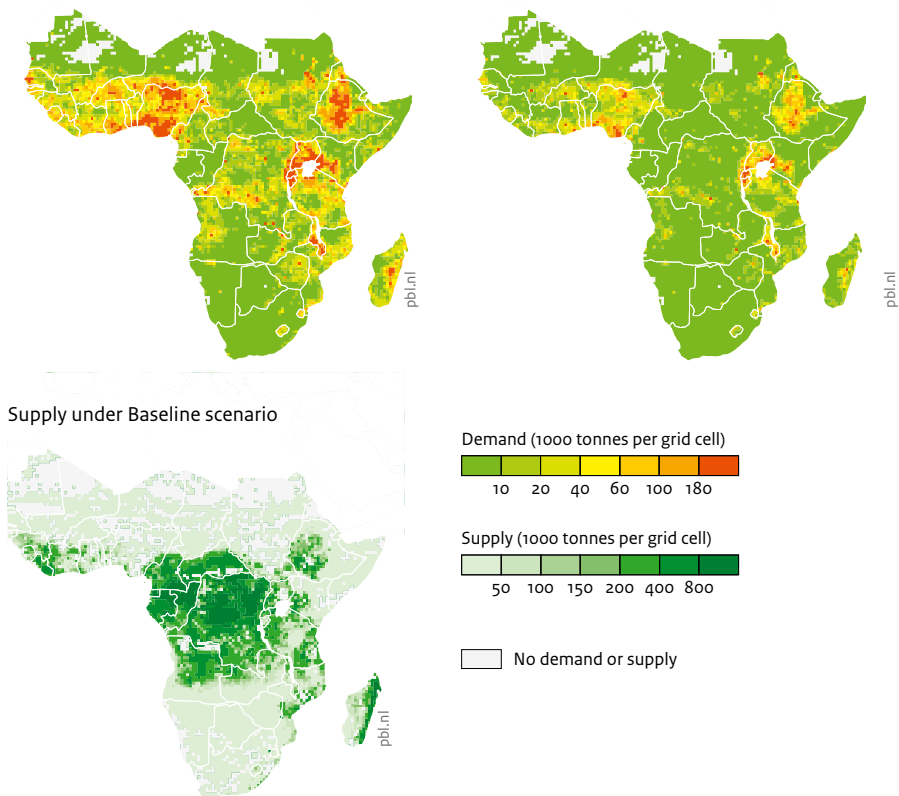 pbl.nl
pbl.nl
Supply under Baseline scenario
pbl.nl
Demand (1000 tonnes per grid cell)
10 20 40 60 100 180
Supply (1000 tonnes per grid cell)
50 100 150 200 400 800
No demand or supply